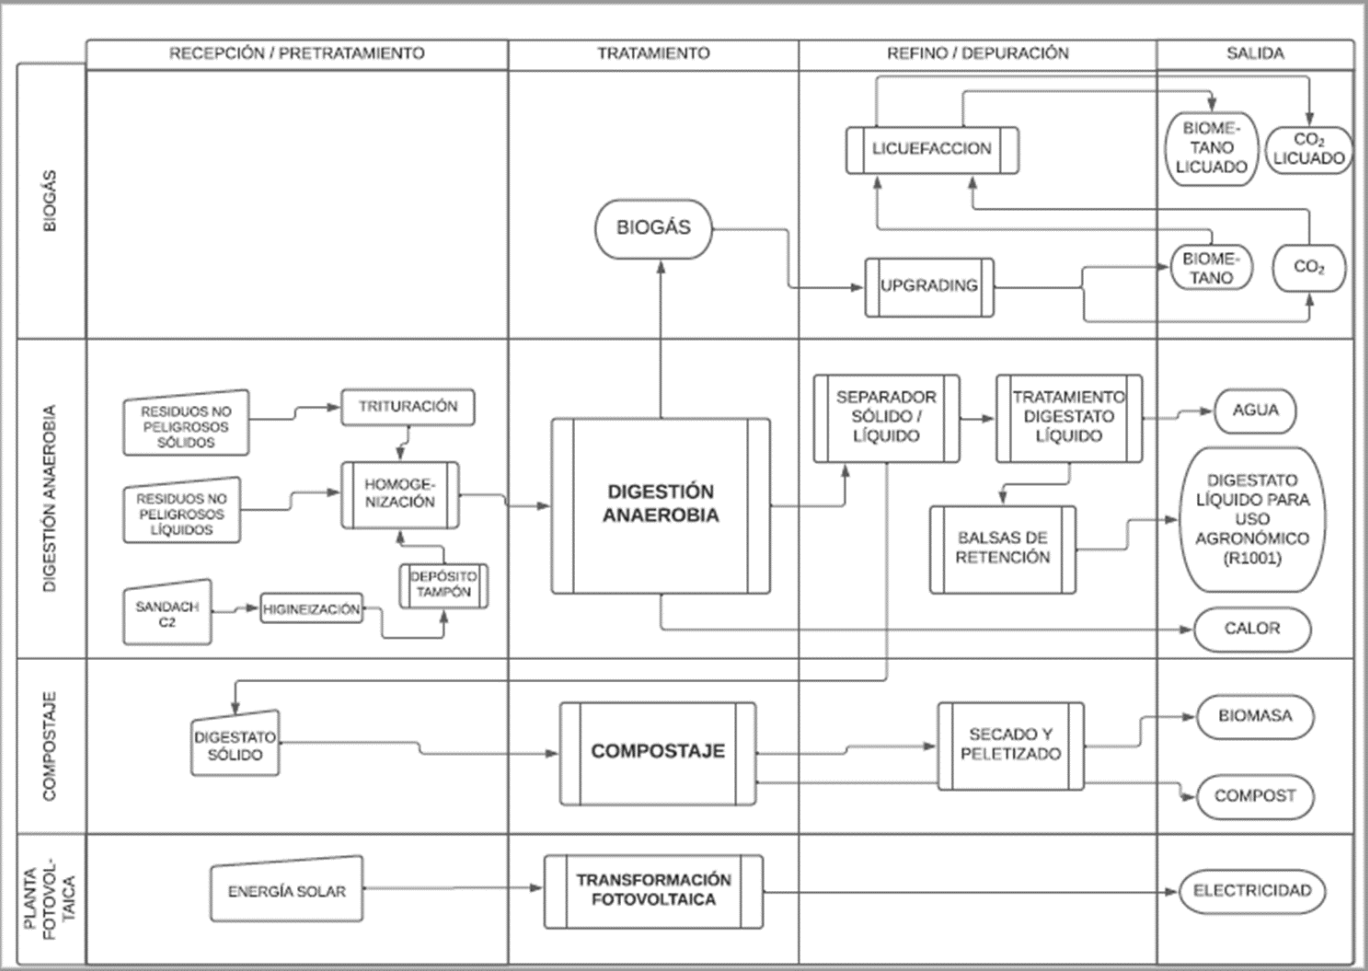 RECEPCIÓN / PRETRATAMIENTO
TRATAMIENTO
REFINO / DEPURACIÓN
SALIDA
BIOGÁS
LICUEFACCION
BIOME-
TANO
LICUADO
CO₂
LICUADO
BIOGÁS
UPGRADING
BIOME-
TANO
CO₂
DIGESTIÓN ANAEROBIA
RESIDUOS NO
PELIGROSOS
SÓLIDOS
TRITURACIÓN
RESIDUOS NO
PELIGROSOS
LÍQUIDOS
HOMOGE-
NIZACIÓN
SANDACH
C2
HIGINEIZACIÓN
DEPÓSITO
TAMPÓN
DIGESTIÓN
ANAEROBIA
SEPARADOR
SÓLIDO /
LÍQUIDO
TRATAMIENTO
DIGESTATO
LÍQUIDO
BALSAS DE
RETENCIÓN
AGUA
DIGESTATO
LÍQUIDO PARA
USO
AGRONÓMICO
(R1001)
CALOR
COMPOSTAJE
DIGESTATO
SÓLIDO
COMPOSTAJE
SECADO Y
PELETIZADO
BIOMASA
COMPOST
PLANTA
FOTOVOL-
TAICA
ENERGÍA SOLAR
TRANSFORMACIÓN
FOTOVOLTAICA
ELECTRICIDAD